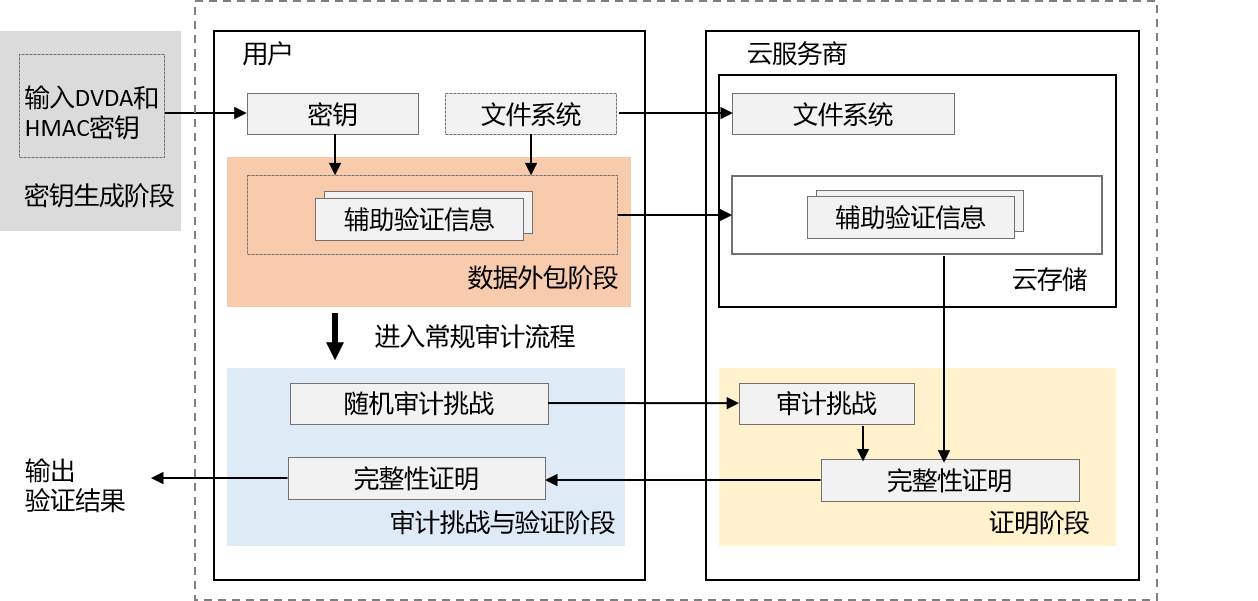 用户
云服务商
输入DVDA和
HMAC密钥
密钥
文件系统
文件系统
密钥生成阶段
辅助验证信息
辅助验证信息
数据外包阶段
云存储
进入常规审计流程
随机审计挑战
审计挑战
输出
验证结果
完整性证明
完整性证明
审计挑战与验证阶段
证明阶段